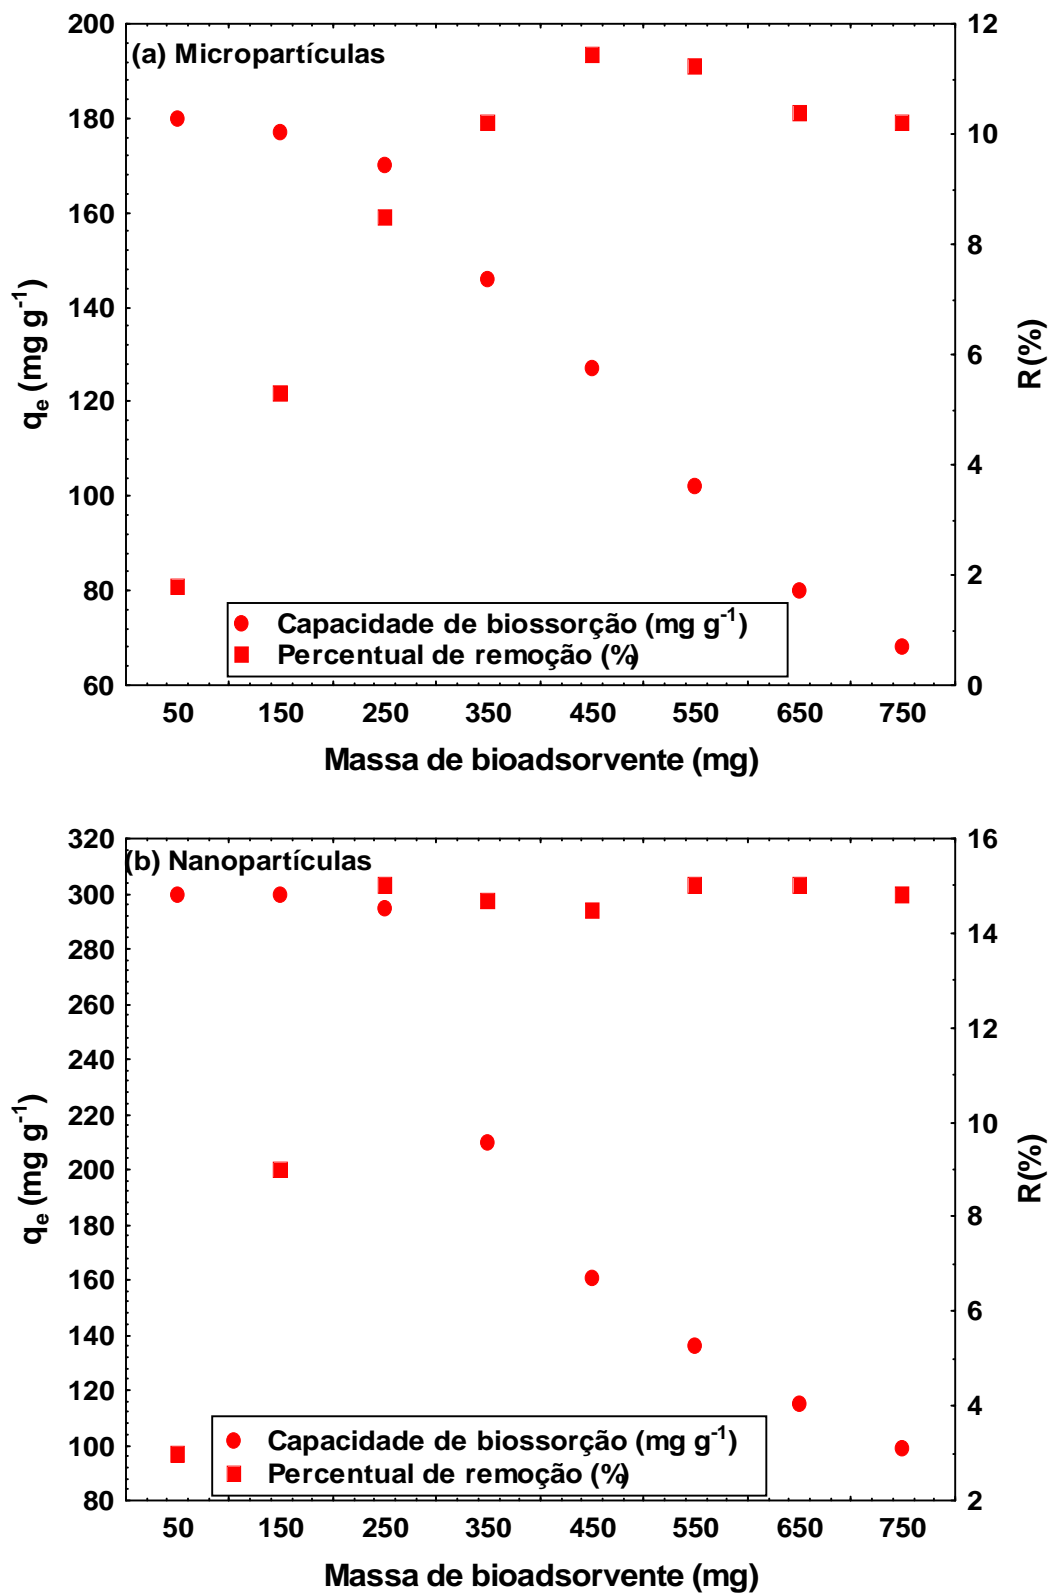 (a) Micropartículas
200
180
160
140
120
100
80
60
12
10
8
6
4
2
0
qe (mg g-1)
R(%)
Capacidade de biossorção (mg g-1)
Percentual de remoção (%)
50 150 250 350 450 550 650 750
Massa de bioadsorvente (mg)
(b) Nanopartículas
320
300
280
260
240
220
200
180
160
140
120
100
80
16
14
12
10
8
6
4
2
qe (mg g-1)
R(%)
Capacidade de biossorção (mg g-1)
Percentual de remoção (%)
50 150 250 350 450 550 650 750
Massa de bioadsorvente (mg)